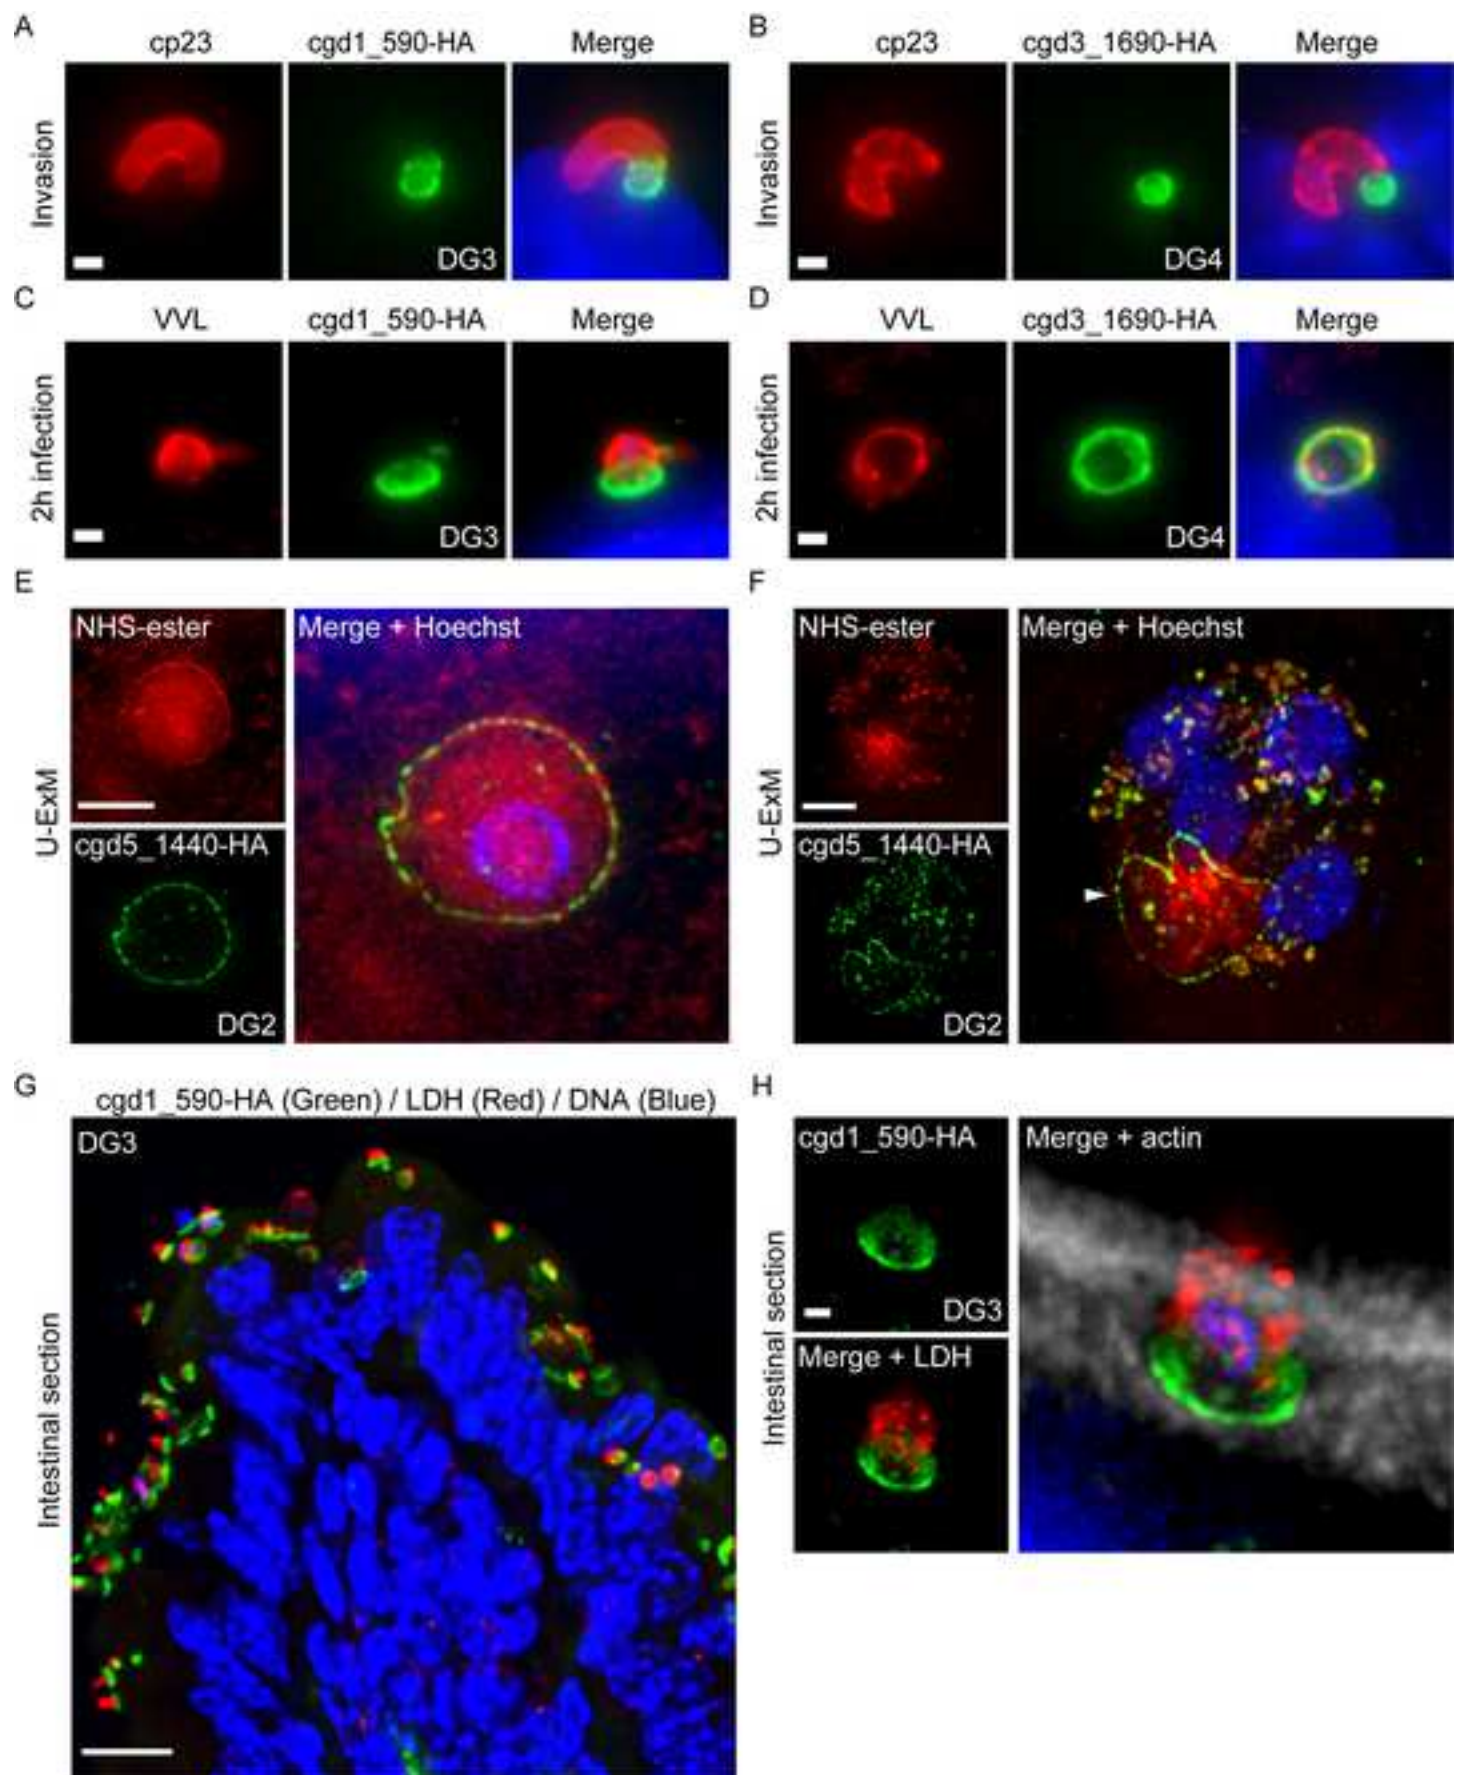 A
cp23 cgd1_590-HA Merge
Invasion
DG3
B
cp23 cgd3_1690-HA Merge
Invasion
DG4
C
VVL cgd1_590-HA Merge
2h infection
DG3
D
VVL cgd3_1690-HA Merge
2h infection
DG4
E
NHS-ester
Merge + Hoechst
U-ExM
cgd5_1440-HA
DG2
F
NHS-ester
Merge + Hoechst
U-ExM
cgd5_1440-HA
DG2
G
cgd1_590-HA (Green) / LDH (Red) / DNA (Blue)
DG3
Intestinal section
H
cgd1_590-HA
Merge + actin
DG3
Intestinal section
Merge + LDH